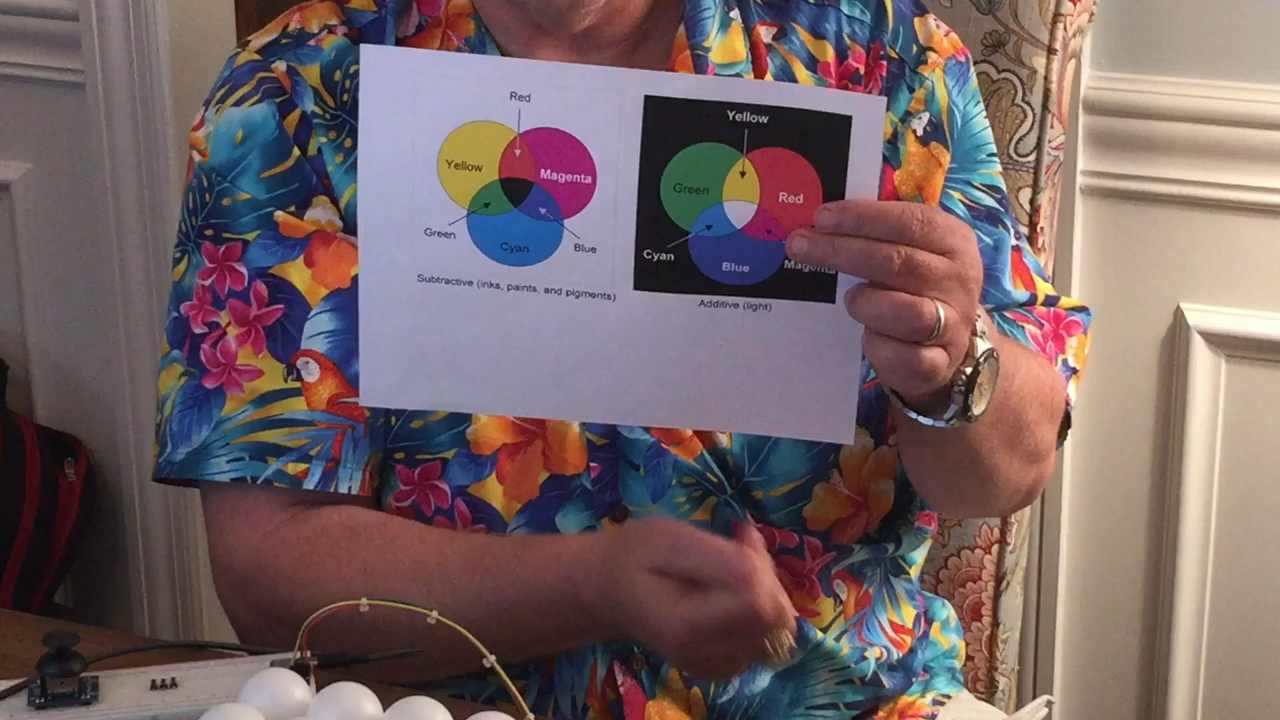 Red
Yellow
Magenta
Green
Cyan
Blue
Subtractive (inks, paints, and pigments)
Yellow
Green
Red
Cyan
Blue
Magenta
Additive (light)